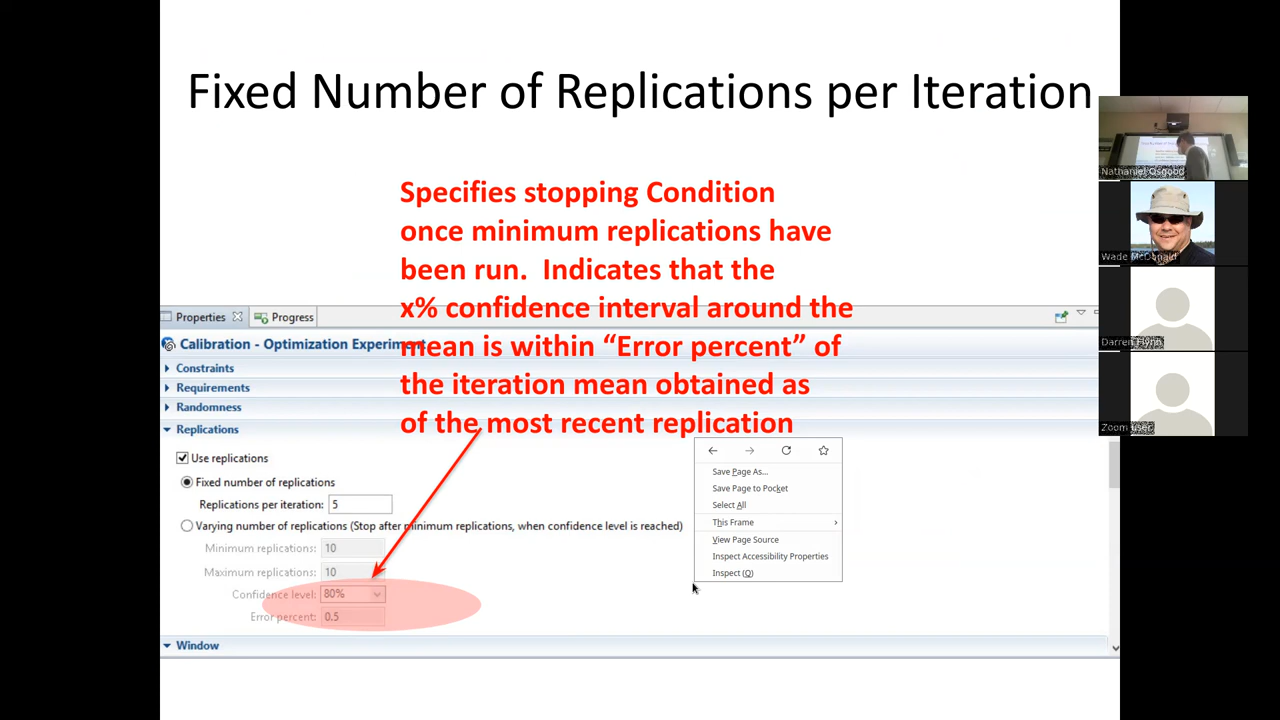 Fixed Number of Replications per Iteration
Specifies stopping Condition
once minimum replications have
been run. Indicates that the
x% confidence interval around the
mean is within “Error percent” of
the iteration mean obtained as
of the most recent replication
Properties
Progress
Calibration - Optimization Experiment
Constraints
Requirements
Randomness
Replications
Use replications
Fixed number of replications
Replications per iteration: 5
Varying number of replications (Stop after minimum replications, when confidence level is reached)
Minimum replications: 10
Maximum replications: 10
Confidence level: 80%
Error percent: 0.5
Window
Save Page As...
Save Page to Pocket
Select All
This Frame
View Page Source
Inspect Accessibility Properties
Inspect (Q)
Nathaniel Osgood
Wade McDonald
Darren Flynn
Zoom user